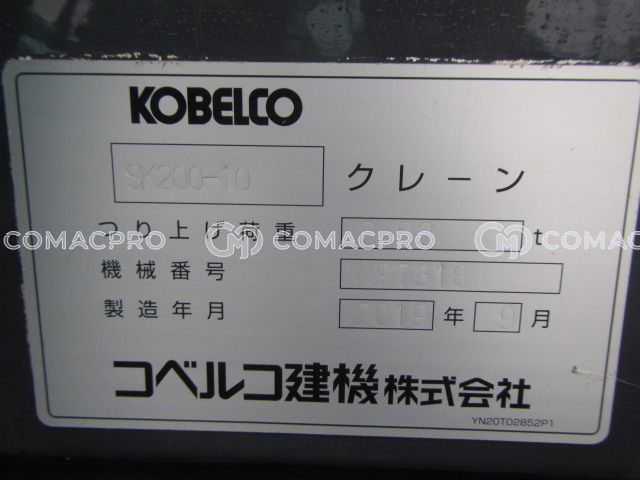 KOBELCO
SK200-10 クレーン
つり上げ荷重 t
機械番号
製造年月 2019 年 9 月
COMACPRO COMACPRO COMACPRO
コベルコ建機株式会社
YN20T02852P1